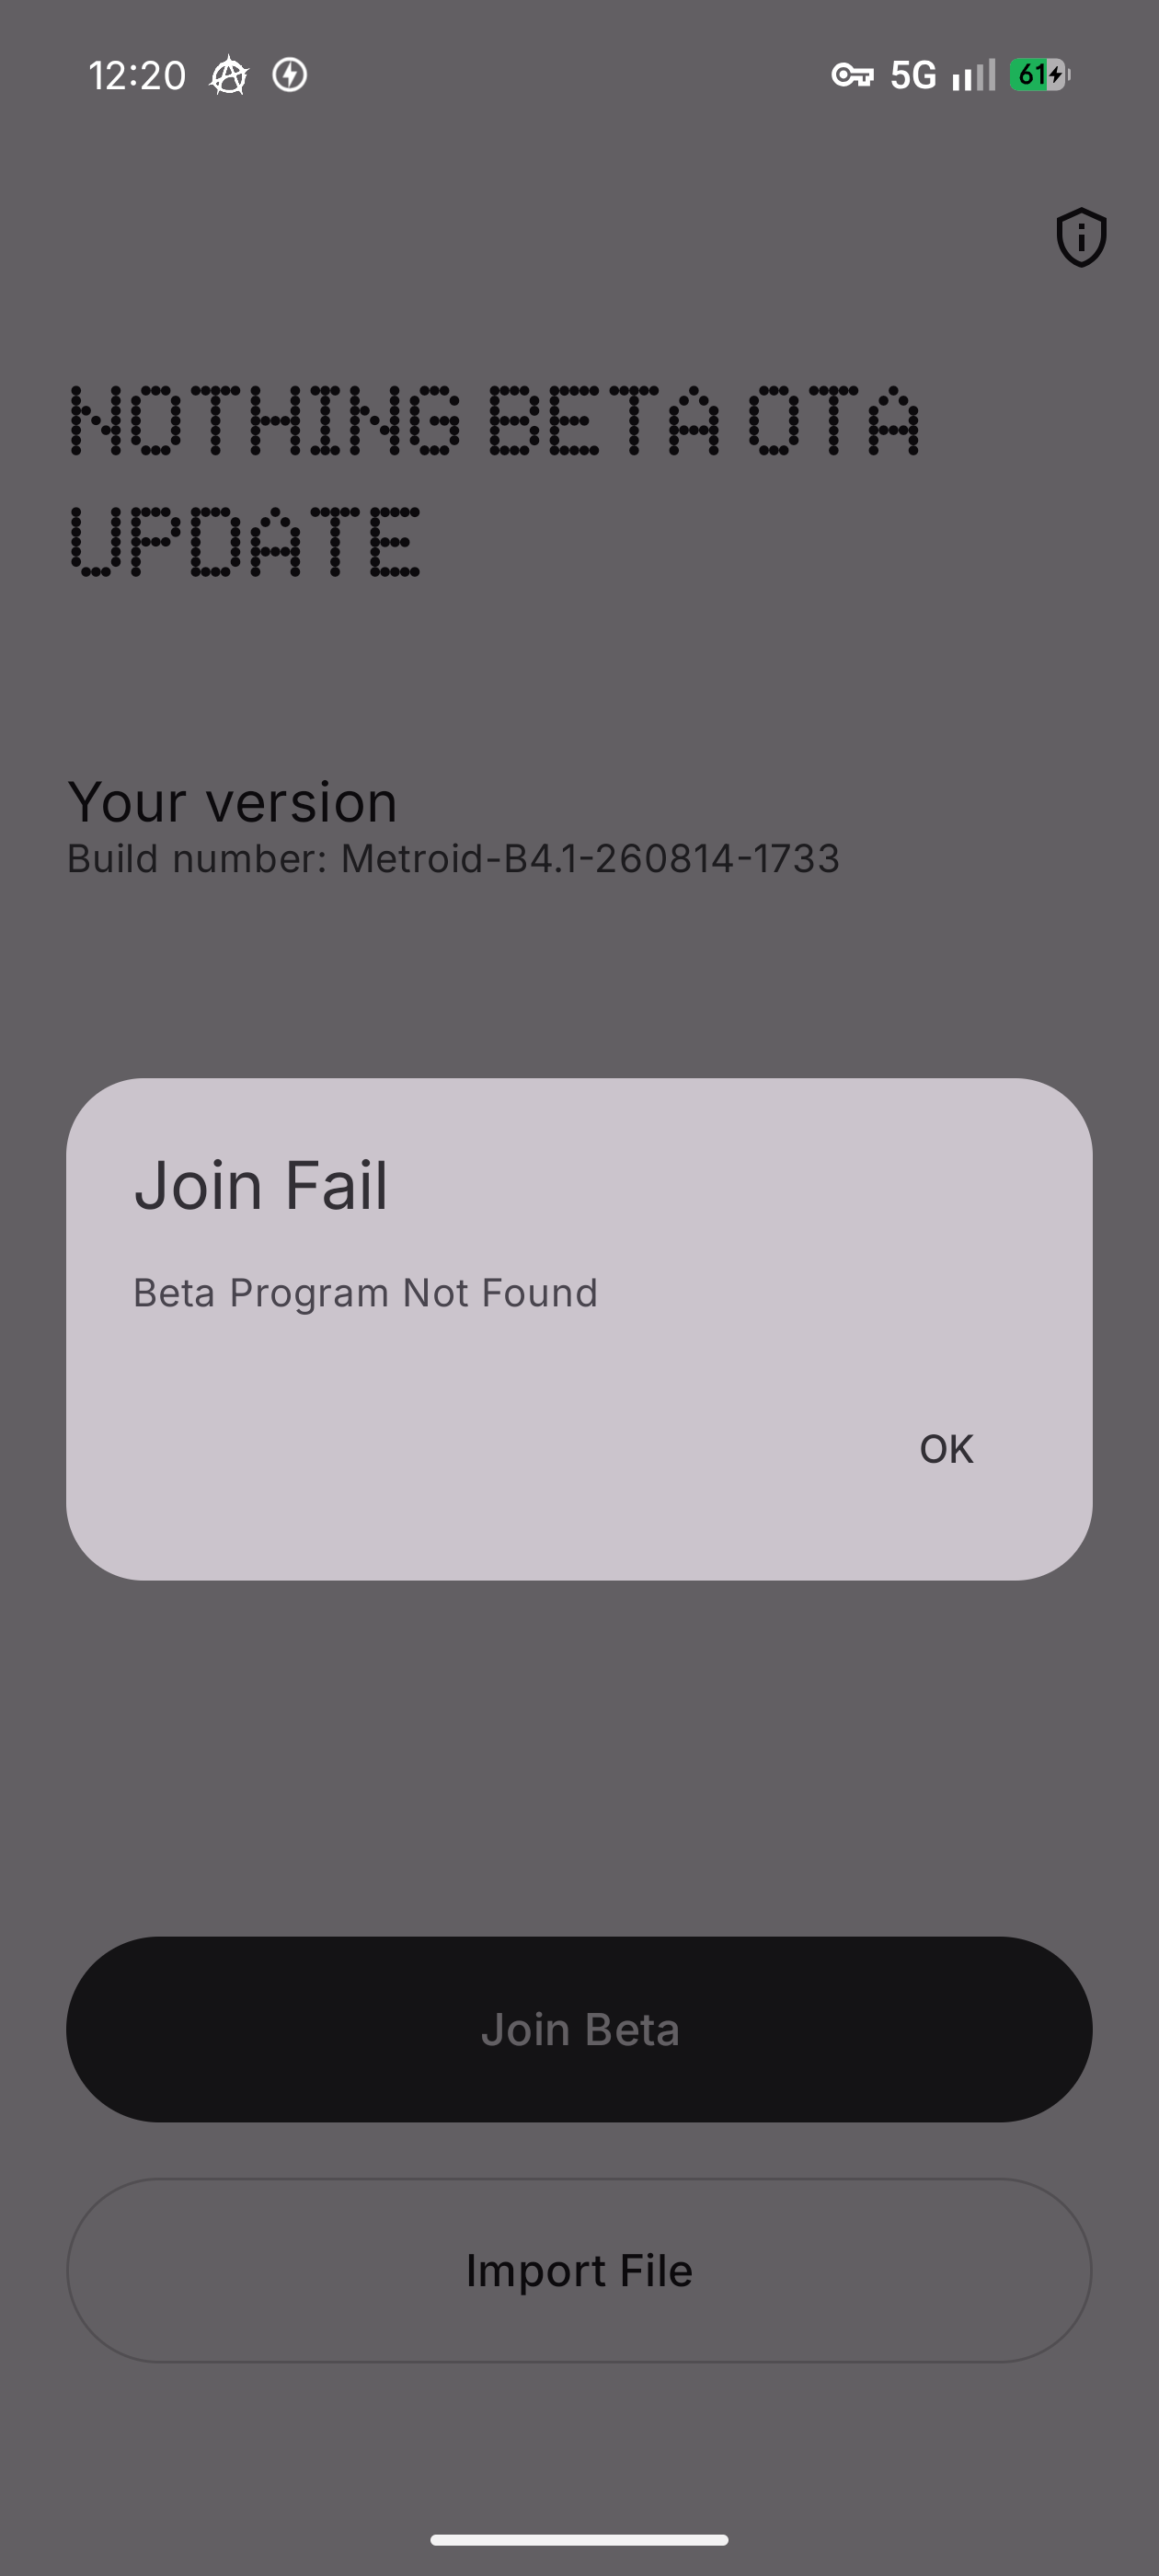 12:20
5G
61
NOTHING BETA OTA
UPDATE
Your version
Build number: Metroid-B4.1-260814-1733
Join Fail
Beta Program Not Found
OK
Join Beta
Import File